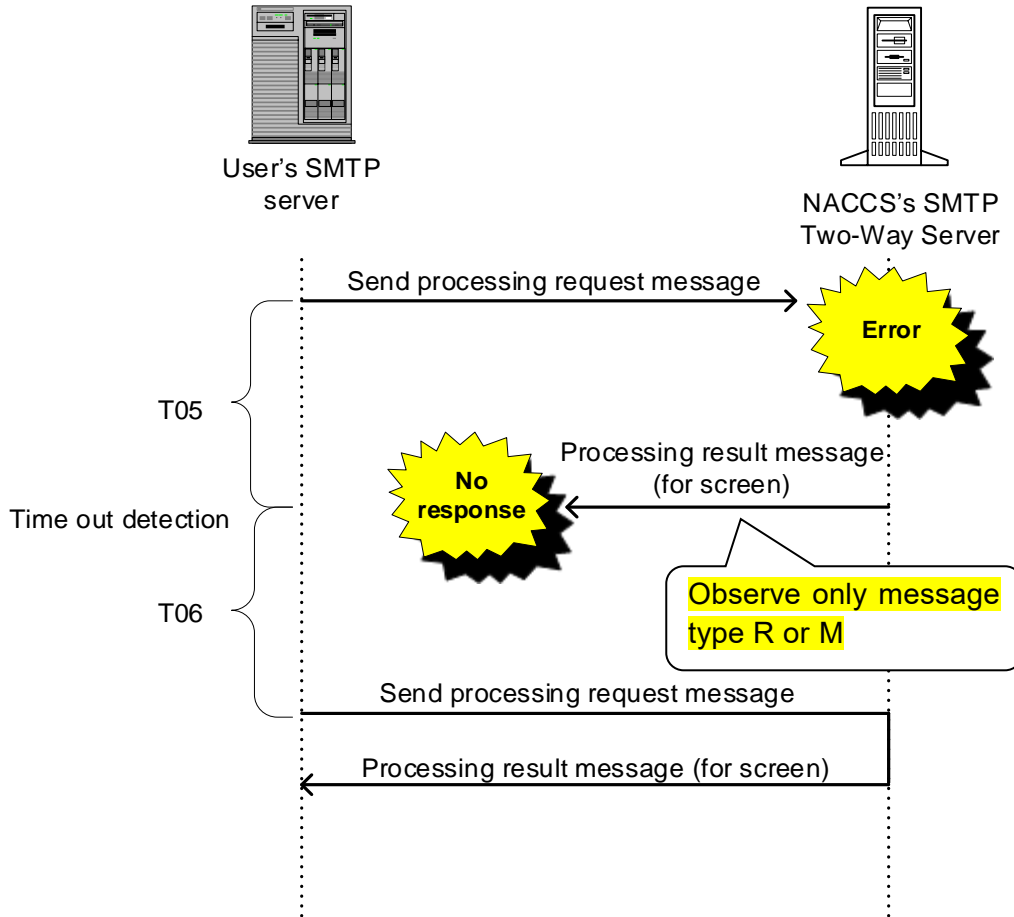 User's SMTP
server
NACCS's SMTP
Two-Way Server
Send processing request message
Error
T05
Processing result message
(for screen)
No
response
Time out detection
T06
Observe only message
type R or M
Send processing request message
Processing result message (for screen)